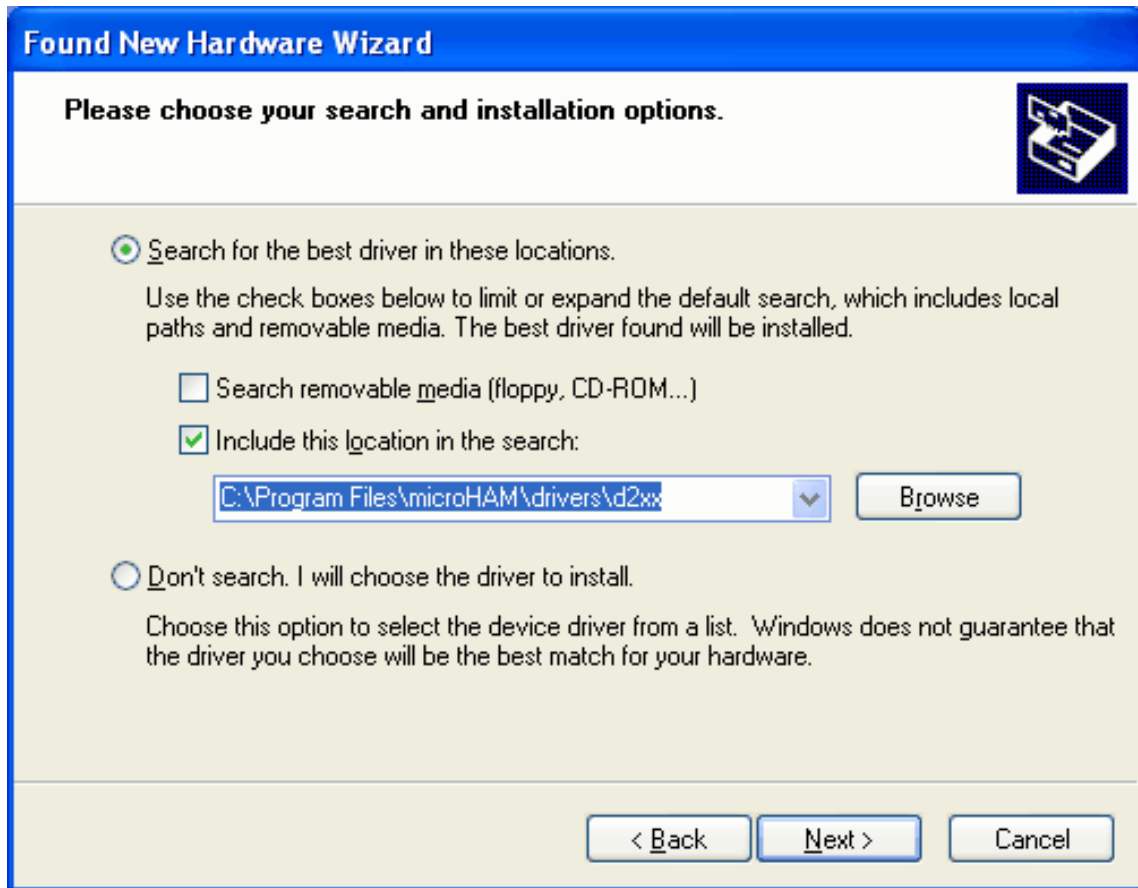 Found New Hardware Wizard
Please choose your search and installation options.
Search for the best driver in these locations.
Use the check boxes below to limit or expand the default search, which includes local
paths and removable media. The best driver found will be installed.
Search removable media (floppy, CD-ROM...)
Include this location in the search:
C:\Program Files\microHAM\drivers\d2xx
Browse
Don't search. I will choose the driver to install.
Choose this option to select the device driver from a list. Windows does not guarantee that
the driver you choose will be the best match for your hardware.
< Back
Next >
Cancel